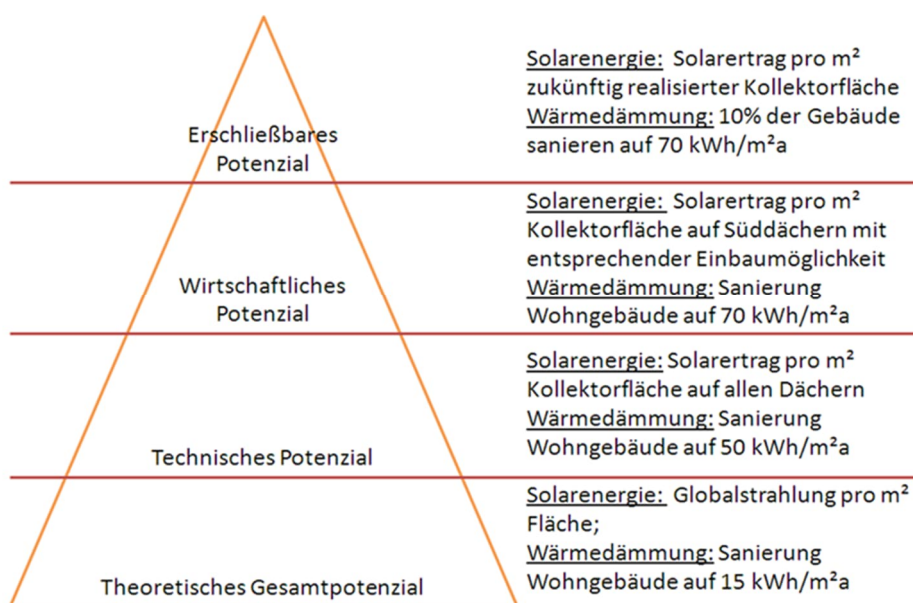 Erschließbares
Potenzial
Solarenergie: Solarertrag pro m²
zukünftig realisierter Kollektorfläche
Wärmedämmung: 10% der Gebäude
sanieren auf 70 kWh/m²a
Wirtschaftliches
Potenzial
Solarenergie: Solarertrag pro m²
Kollektorfläche auf Süddächern mit
entsprechender Einbaumöglichkeit
Wärmedämmung: Sanierung
Wohngebäude auf 70 kWh/m²a
Technisches Potenzial
Solarenergie: Solarertrag pro m²
Kollektorfläche auf allen Dächern
Wärmedämmung: Sanierung
Wohngebäude auf 50 kWh/m²a
Theoretisches Gesamtpotenzial
Solarenergie: Globalstrahlung pro m²
Fläche;
Wärmedämmung: Sanierung
Wohngebäude auf 15 kWh/m²a